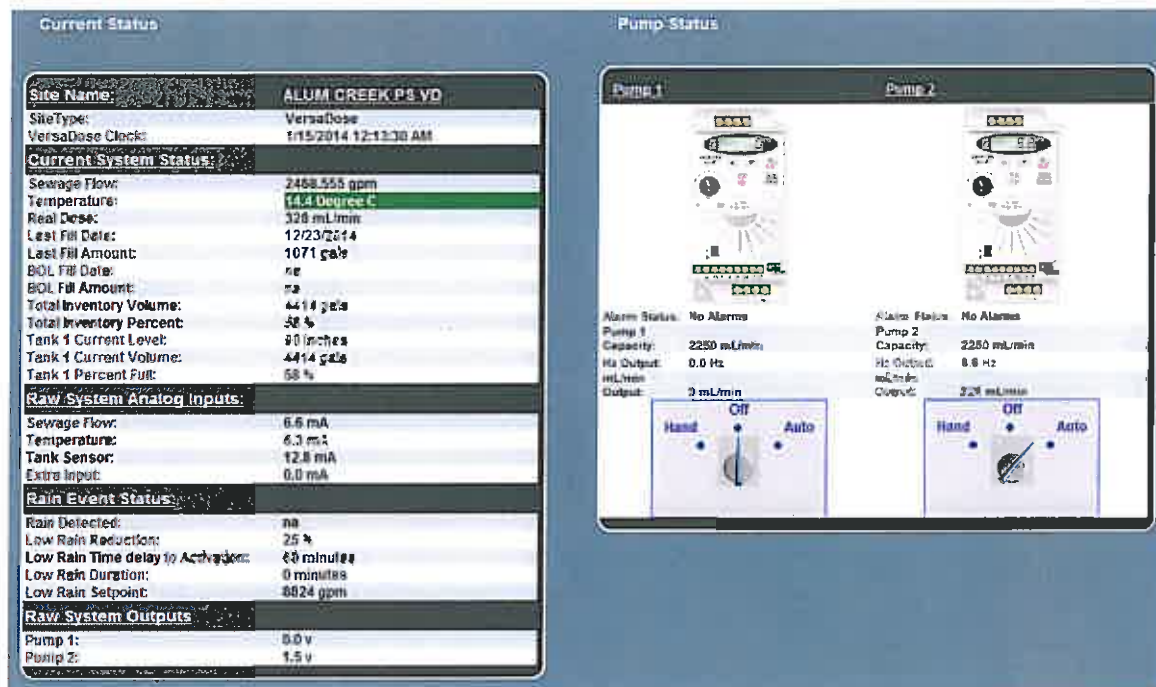 Current Status
Site Name: ALUM CREEK PS VD
SiteType: VersaDose
VersaDose Clock: 1/15/2014 12:13:30 AM
Current System Status:
Sewage Flow: 2468.555 gpm
Temperature: 14.4 Degree C
Real Dose: 328 mL/min
Last Fill Date: 12/23/2014
Last Fill Amount: 1071 gals
BOL Fill Date: na
BOL Fill Amount: na
Total Inventory Volume: 4414 gals
Total Inventory Percent: 58 %
Tank 1 Current Level: 90 inches
Tank 1 Current Volume: 4414 gals
Tank 1 Percent Full: 58 %
Raw System Analog Inputs:
Sewage Flow: 6.6 mA
Temperature: 6.3 mA
Tank Sensor: 12.8 mA
Extra Input: 0.0 mA
Rain Event Status:
Rain Detected: na
Low Rain Reduction: 25 %
Low Rain Time delay to Activation: 60 minutes
Low Rain Duration: 0 minutes
Low Rain Setpoint: 8824 gpm
Raw System Outputs
Pump 1: 0.0 v
Pump 2: 1.5 v
Pump Status
Pump 1 Pump 2
Alarm Status: No Alarms
Pump 1
Capacity: 2250 mL/min
Hz Output: 0.0 Hz
mL/min
Output: 0 mL/min
Hand Off Auto
Alarm Status: No Alarms
Pump 2
Capacity: 2250 mL/min
Hz Output:
mL/min
Output: mL/min
Hand Off Auto